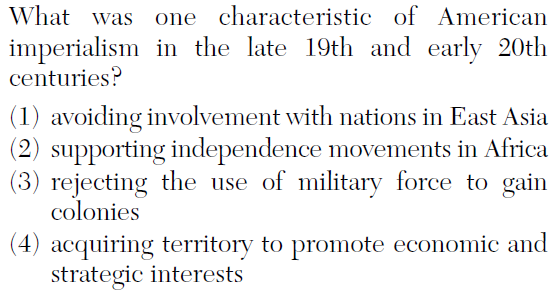 What was one characteristic of American
imperialism in the late 19th and early 20th
centuries?
(1) avoiding involvement with nations in East Asia
(2) supporting independence movements in Africa
(3) rejecting the use of military force to gain
colonies
(4) acquiring territory to promote economic and
strategic interests